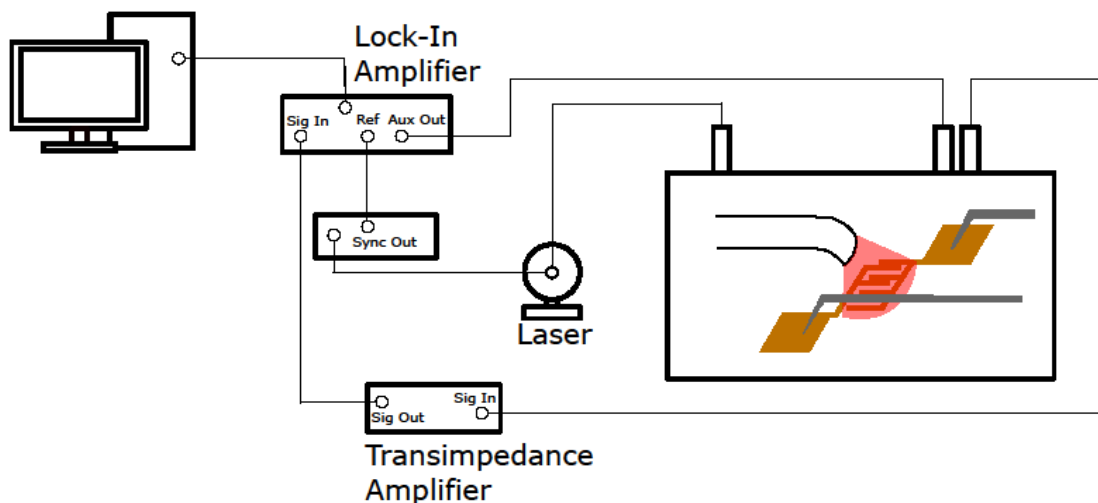 Lock-In
Amplifier
Sig In
Ref
Aux Out
Sync Out
Laser
Sig In
Sig Out
Transimpedance
Amplifier